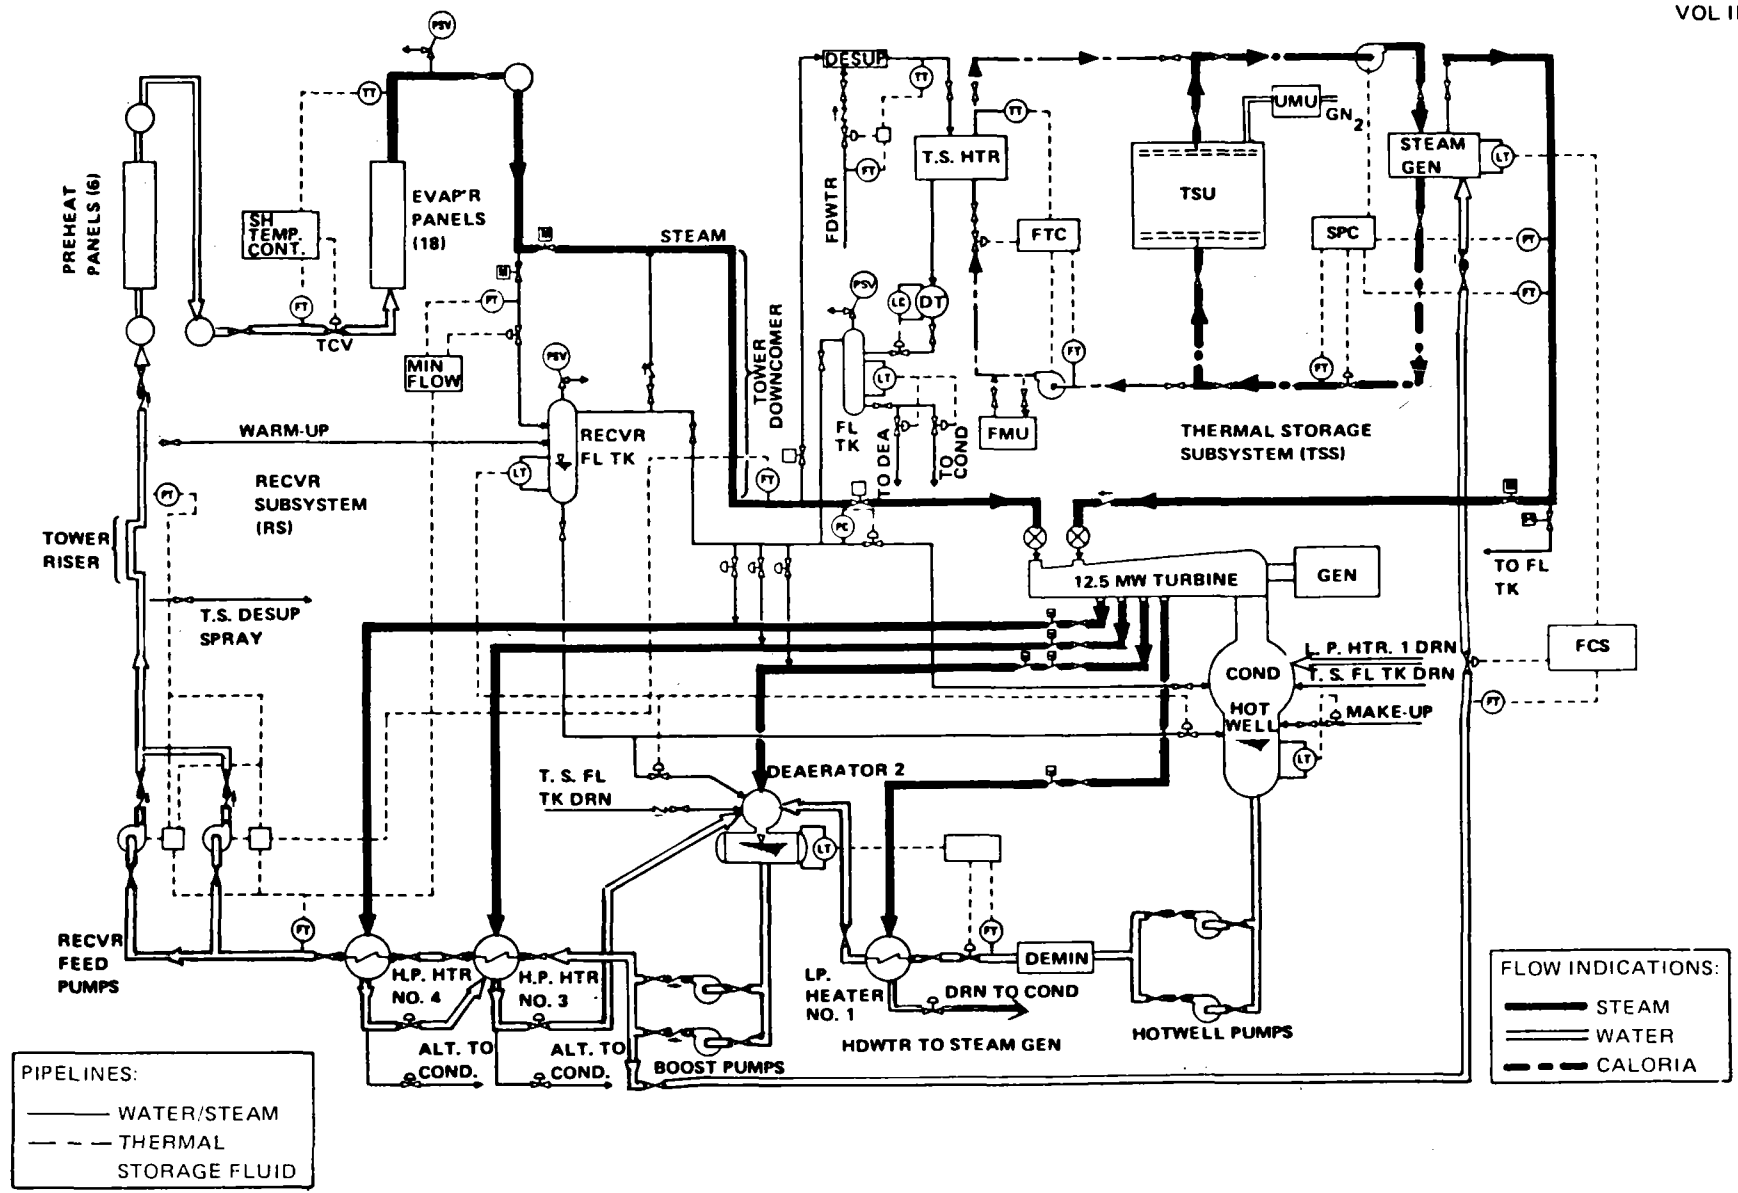 VOL II
PSV
TT
PREHEAT
PANELS (6)
SH
TEMP.
CONT.
FT
TCV
EVAP'R
PANELS
(18)
STEAM
M
PT
MIN
FLOW
PSV
WARM-UP
RECVR
FL TK
LT
RECVR
SUBSYSTEM
(RS)
PT
TOWER
RISER
T.S. DESUP
SPRAY
TOWER
DOWNCOMER
FT
PC
DESUP
TT
FT
FDWTR
T.S. HTR
TT
FTC
LC
DT
PSV
FL
TK
LT
TO DEA
TO
COND
FT
FMU
UMU
GN2
TSU
STEAM
GEN
LT
SPC
PT
FT
FT
THERMAL STORAGE
SUBSYSTEM (TSS)
TO FL
TK
12.5 MW TURBINE
GEN
COND
HOT
WELL
L. P. HTR. 1 DRN
T. S. FL TK DRN
MAKE-UP
LT
FCS
FT
T. S. FL
TK DRN
DEAERATOR 2
LT
FT
RECVR
FEED
PUMPS
FT
H.P. HTR
NO. 4
H.P. HTR
NO. 3
ALT. TO
COND.
ALT. TO
COND.
BOOST PUMPS
LP.
HEATER
NO. 1
DRN TO COND
DEMIN
HOTWELL PUMPS
HDWTR TO STEAM GEN
PIPELINES:
WATER/STEAM
THERMAL
STORAGE FLUID
FLOW INDICATIONS:
STEAM
WATER
CALORIA